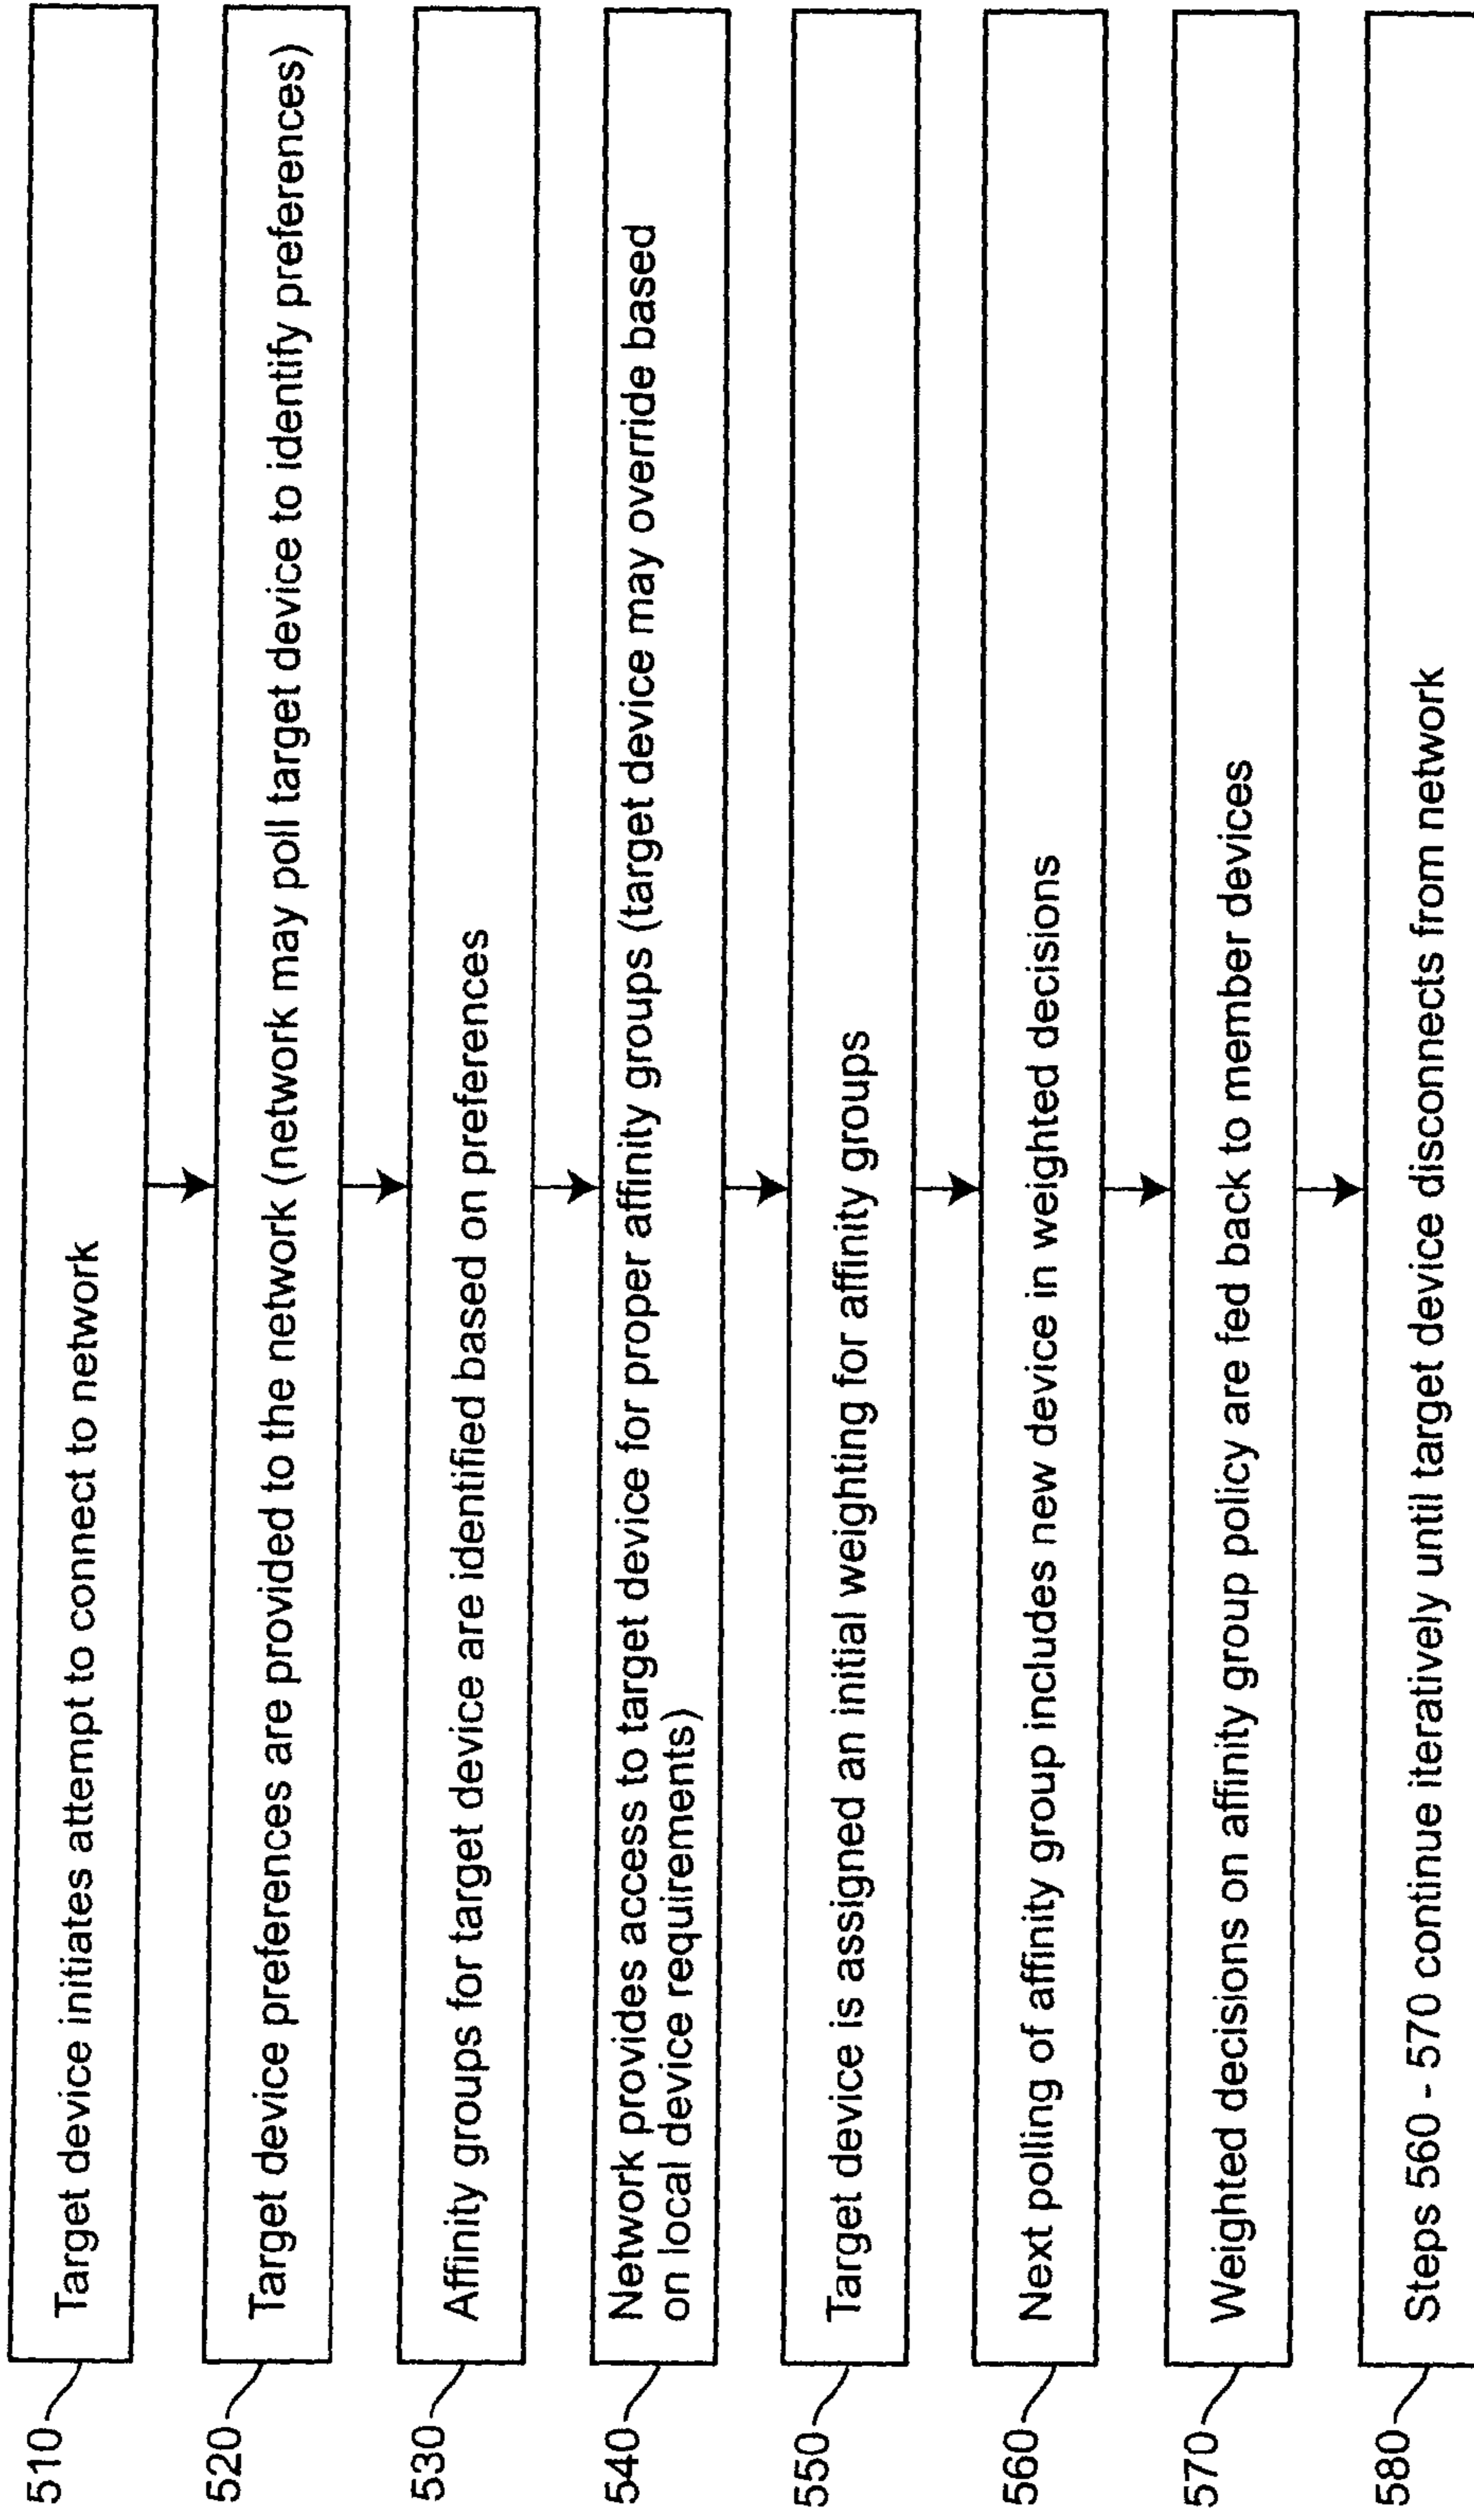 510
Target device initiates attempt to connect to network
520
Target device preferences are provided to the network (network may poll target device to identify preferences)
530
Affinity groups for target device are identified based on preferences
540
Network provides access to target device for proper affinity groups (target device may override based
on local device requirements)
550
Target device is assigned an initial weighting for affinity groups
560
Next polling of affinity group includes new device in weighted decisions
570
Weighted decisions on affinity group policy are fed back to member devices
580
Steps 560 - 570 continue iteratively until target device disconnects from network